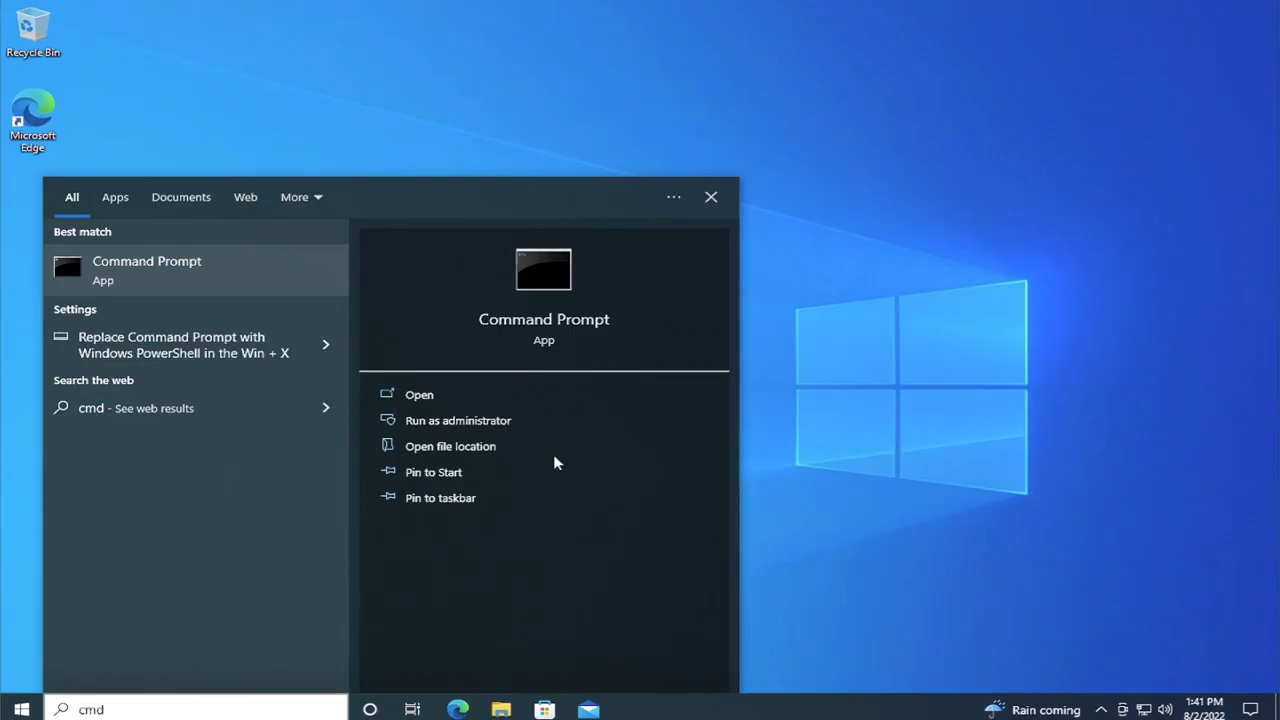 Recycle Bin
Microsoft
Edge
All
Apps
Documents
Web
More
Best match
Command Prompt
App
Settings
Replace Command Prompt with
Windows PowerShell in the Win + X
Search the web
cmd - See web results
Command Prompt
App
Open
Run as administrator
Open file location
Pin to Start
Pin to taskbar
cmd
Rain coming
1:41 PM
8/2/2022